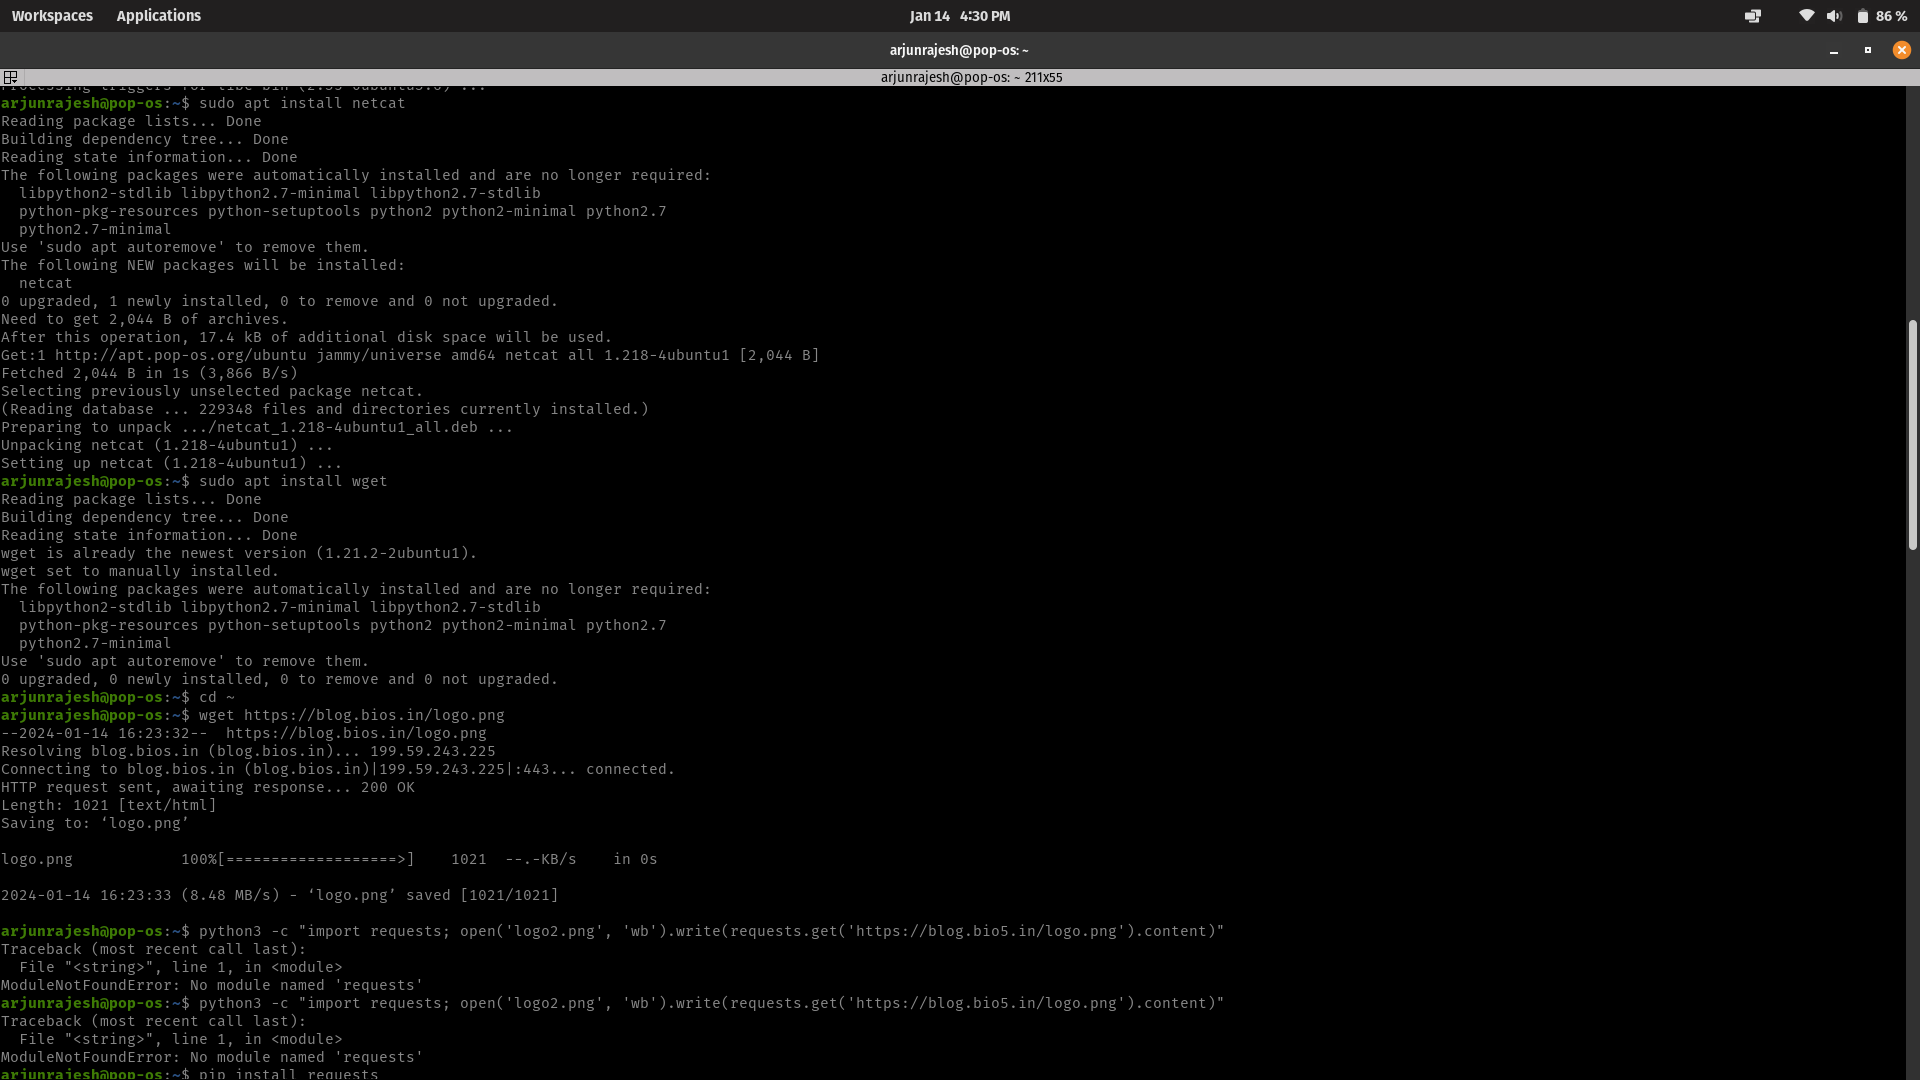 Workspaces Applications Jan 14 4:30 PM 86 %
arjunrajesh@pop-os: ~
arjunrajesh@pop-os: ~ 211x55
Processing triggers for libc-bin (2.35-0ubuntu3.6) ...
arjunrajesh@pop-os:~$ sudo apt install netcat
Reading package lists... Done
Building dependency tree... Done
Reading state information... Done
The following packages were automatically installed and are no longer required:
  libpython2-stdlib libpython2.7-minimal libpython2.7-stdlib
  python-pkg-resources python-setuptools python2 python2-minimal python2.7
  python2.7-minimal
Use 'sudo apt autoremove' to remove them.
The following NEW packages will be installed:
  netcat
0 upgraded, 1 newly installed, 0 to remove and 0 not upgraded.
Need to get 2,044 B of archives.
After this operation, 17.4 kB of additional disk space will be used.
Get:1 http://apt.pop-os.org/ubuntu jammy/universe amd64 netcat all 1.218-4ubuntu1 [2,044 B]
Fetched 2,044 B in 1s (3,866 B/s)
Selecting previously unselected package netcat.
(Reading database ... 229348 files and directories currently installed.)
Preparing to unpack .../netcat_1.218-4ubuntu1_all.deb ...
Unpacking netcat (1.218-4ubuntu1) ...
Setting up netcat (1.218-4ubuntu1) ...
arjunrajesh@pop-os:~$ sudo apt install wget
Reading package lists... Done
Building dependency tree... Done
Reading state information... Done
wget is already the newest version (1.21.2-2ubuntu1).
wget set to manually installed.
The following packages were automatically installed and are no longer required:
  libpython2-stdlib libpython2.7-minimal libpython2.7-stdlib
  python-pkg-resources python-setuptools python2 python2-minimal python2.7
  python2.7-minimal
Use 'sudo apt autoremove' to remove them.
0 upgraded, 0 newly installed, 0 to remove and 0 not upgraded.
arjunrajesh@pop-os:~$ cd ~
arjunrajesh@pop-os:~$ wget https://blog.bios.in/logo.png
--2024-01-14 16:23:32--  https://blog.bios.in/logo.png
Resolving blog.bios.in (blog.bios.in)... 199.59.243.225
Connecting to blog.bios.in (blog.bios.in)|199.59.243.225|:443... connected.
HTTP request sent, awaiting response... 200 OK
Length: 1021 [text/html]
Saving to: ‘logo.png’
logo.png            100%[===================>]    1021  --.-KB/s    in 0s
2024-01-14 16:23:33 (8.48 MB/s) - ‘logo.png’ saved [1021/1021]
arjunrajesh@pop-os:~$ python3 -c "import requests; open('logo2.png', 'wb').write(requests.get('https://blog.bio5.in/logo.png').content)"
Traceback (most recent call last):
  File "<string>", line 1, in <module>
ModuleNotFoundError: No module named 'requests'
arjunrajesh@pop-os:~$ python3 -c "import requests; open('logo2.png', 'wb').write(requests.get('https://blog.bio5.in/logo.png').content)"
Traceback (most recent call last):
  File "<string>", line 1, in <module>
ModuleNotFoundError: No module named 'requests'
arjunrajesh@pop-os:~$ pip install requests